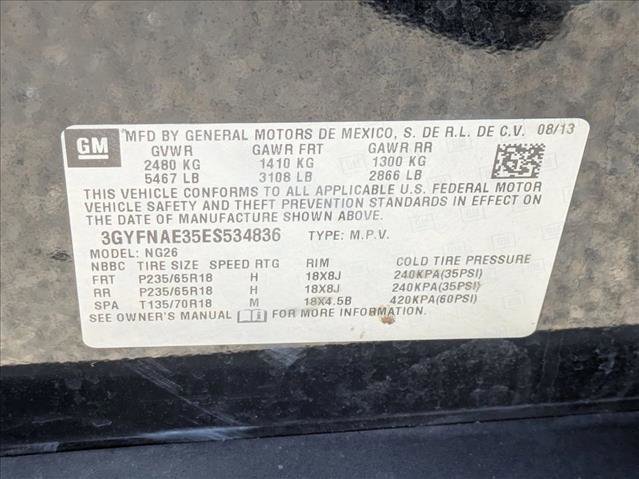 GM
MFD BY GENERAL MOTORS DE MEXICO, S. DE R.L. DE C.V. 08/13
GVWR GAWR FRT GAWR RR
2480 KG 1410 KG 1300 KG
5467 LB 3108 LB 2866 LB
THIS VEHICLE CONFORMS TO ALL APPLICABLE U.S. FEDERAL MOTOR
VEHICLE SAFETY AND THEFT PREVENTION STANDARDS IN EFFECT ON
THE DATE OF MANUFACTURE SHOWN ABOVE.
3GYFNAE35ES534836 TYPE: M.P.V.
MODEL: NG26
NBBC TIRE SIZE SPEED RTG RIM COLD TIRE PRESSURE
FRT P235/65R18 H 18X8J 240KPA(35PSI)
RR P235/65R18 H 18X8J 240KPA(35PSI)
SPA T135/70R18 M 18X4.5B 420KPA(60PSI)
SEE OWNER'S MANUAL FOR MORE INFORMATION